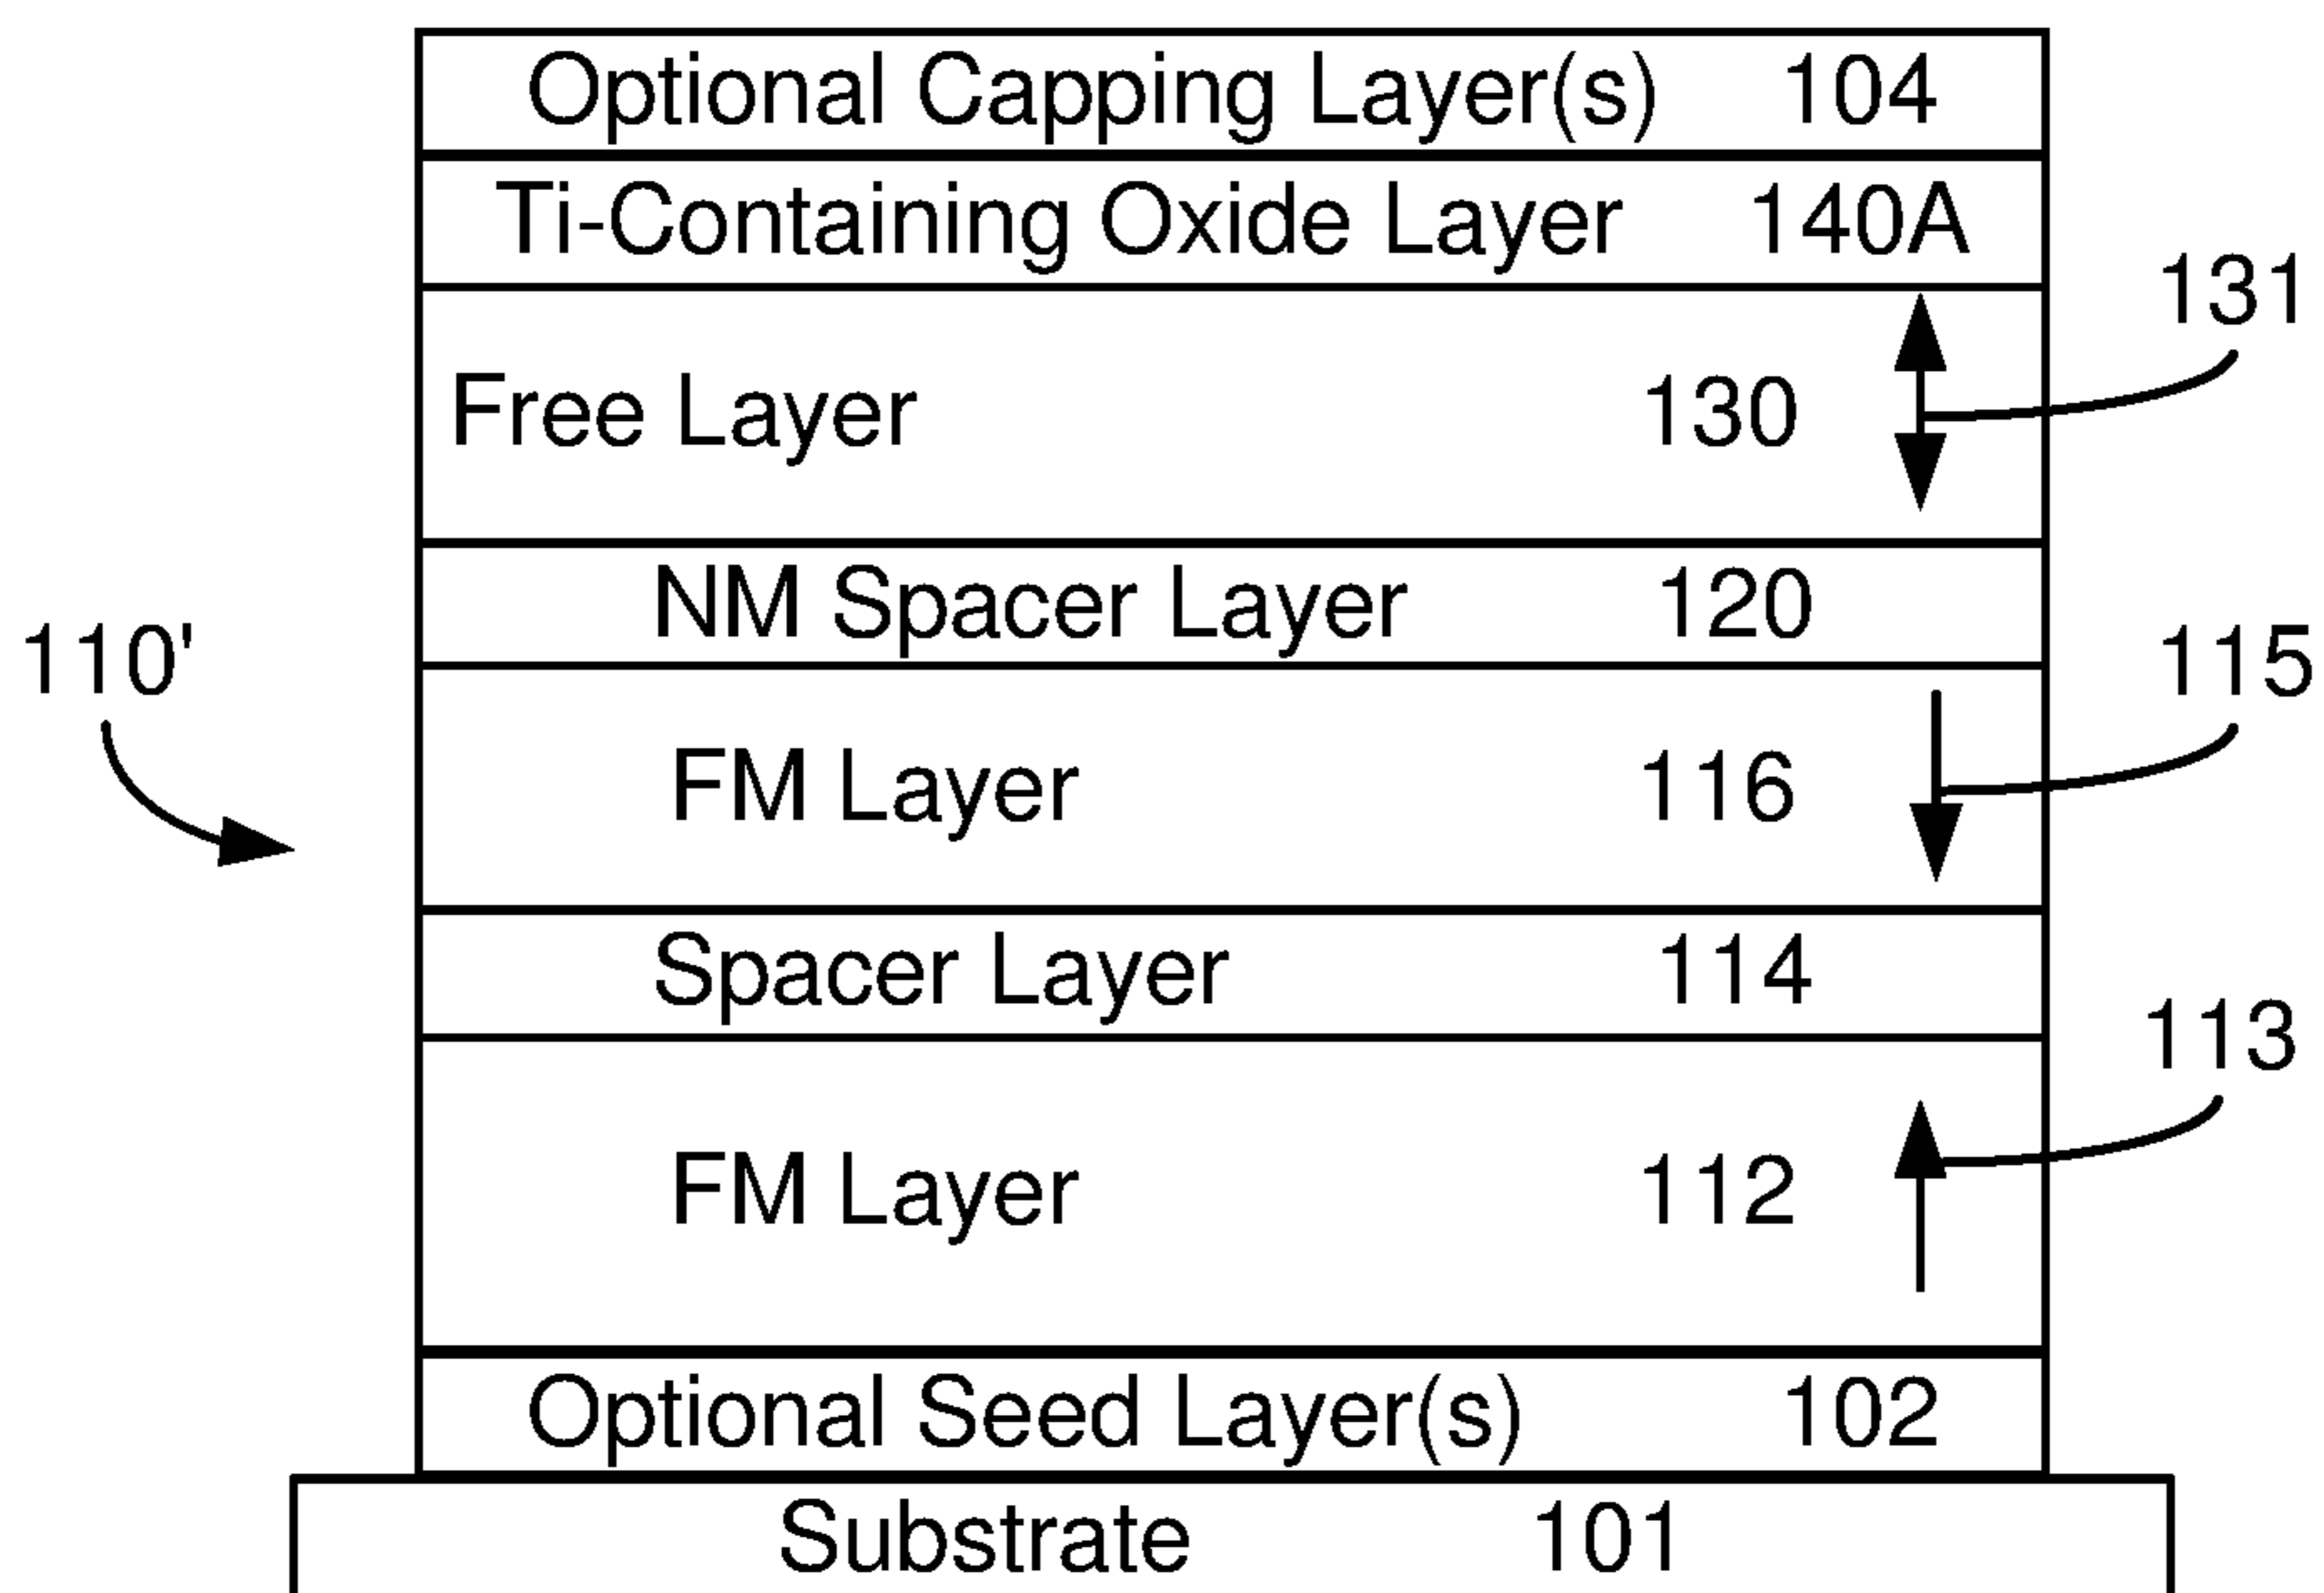 Optional Capping Layer(s) 104
Ti-Containing Oxide Layer 140A
131
Free Layer 130
NM Spacer Layer 120
110'
115
FM Layer 116
Spacer Layer 114
113
FM Layer 112
Optional Seed Layer(s) 102
Substrate 101